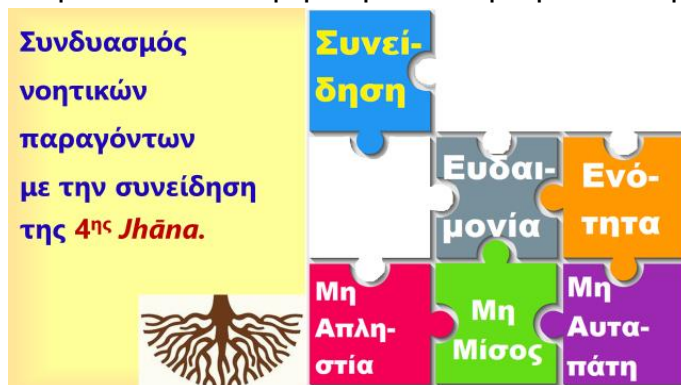 Συνδυασμός
νοητικών
παραγόντων
με την συνείδηση
της 4ης Jhāna.
Συνεί-
δηση
Ευδαι-
μονία
Ενό-
τητα
Μη
Απλη-
στία
Μη
Μίσος
Μη
Αυτα-
πάτη